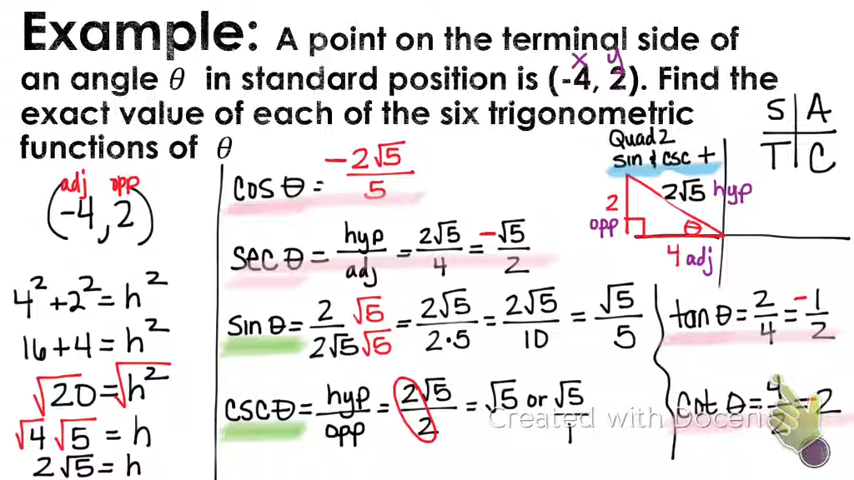 Example: A point on the terminal side of
an angle θ in standard position is (-4, 2). Find the
exact value of each of the six trigonometric
functions of θ
x y
S A
T C
Quad 2
sin & csc +
2
opp
2√5 hyp
θ
4 adj
adj opp
(-4, 2)
4² + 2² = h²
16 + 4 = h²
√20 = √h²
√4 √5 = h
2√5 = h
cos θ = -2√5/5
sec θ = hyp/adj = 2√5/4 = -√5/2
sin θ = 2/2√5 √5/√5 = 2√5/2·5 = 2√5/10 = √5/5
csc θ = hyp/opp = 2√5/2 = √5 or √5/1
tan θ = 2/4 = -1/2
cot θ = 4/ = -2
Created with Doceri